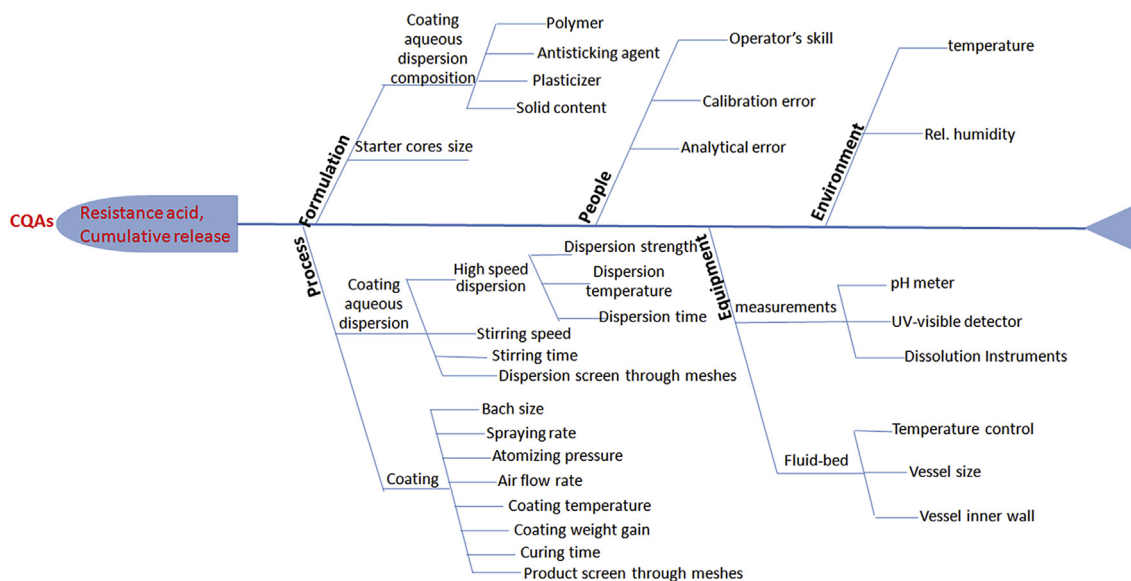 Coating
aqueous
dispersion
composition
Polymer
Antisticking agent
Plasticizer
Solid content
Starter cores size
Formulation
Operator's skill
Calibration error
Analytical error
People
temperature
Rel. humidity
Environment
CQAs
Resistance acid,
Cumulative release
Process
Coating
aqueous
dispersion
High speed
dispersion
Dispersion strength
Dispersion
temperature
Dispersion time
Stirring speed
Stirring time
Dispersion screen through meshes
Coating
Bach size
Spraying rate
Atomizing pressure
Air flow rate
Coating temperature
Coating weight gain
Curing time
Product screen through meshes
Equipment
measurements
pH meter
UV-visible detector
Dissolution Instruments
Fluid-bed
Temperature control
Vessel size
Vessel inner wall